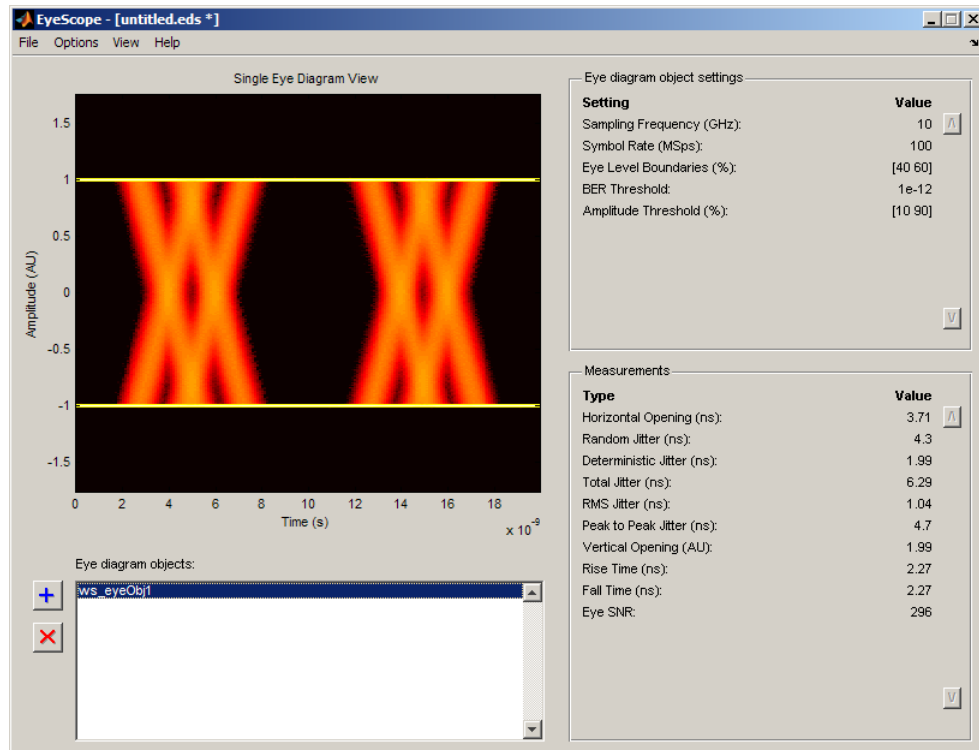 EyeScope - [untitled.eds *]
File Options View Help
Single Eye Diagram View
1.5
1
0.5
0
-0.5
-1
-1.5
Amplitude (AU)
0 2 4 6 8 10 12 14 16 18
Time (s)
x 10^-9
Eye diagram objects:
ws_eyeObj1
Eye diagram object settings
Setting Value
Sampling Frequency (GHz): 10
Symbol Rate (MSps): 100
Eye Level Boundaries (%): [40 60]
BER Threshold: 1e-12
Amplitude Threshold (%): [10 90]
Measurements
Type Value
Horizontal Opening (ns): 3.71
Random Jitter (ns): 4.3
Deterministic Jitter (ns): 1.99
Total Jitter (ns): 6.29
RMS Jitter (ns): 1.04
Peak to Peak Jitter (ns): 4.7
Vertical Opening (AU): 1.99
Rise Time (ns): 2.27
Fall Time (ns): 2.27
Eye SNR: 296